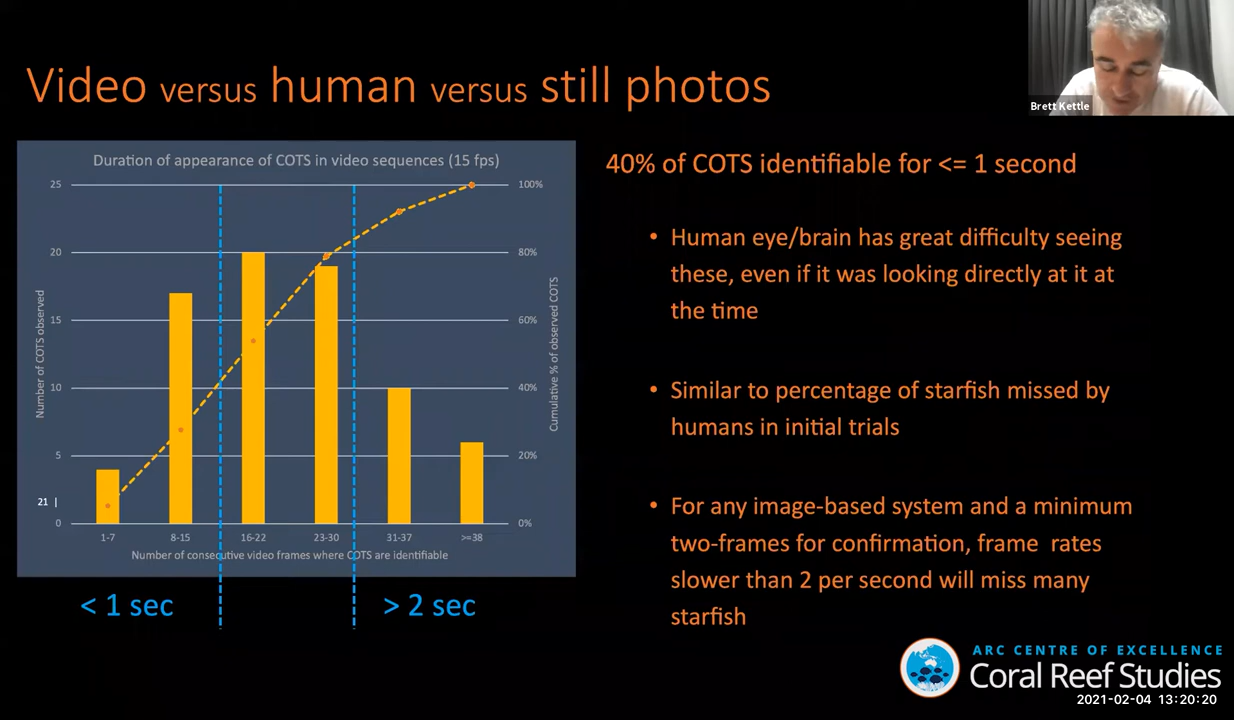 Video versus human versus still photos
Brett Kettle
Duration of appearance of COTS in video sequences (15 fps)
25
20
15
10
5
0
Number of COTS observed
100%
80%
60%
40%
20%
0%
Cumulative % of observed COTS
1-7
8-15
16-22
23-30
31-37
>=38
Number of consecutive video frames where COTS are identifiable
21 |
< 1 sec
> 2 sec
40% of COTS identifiable for <= 1 second
• Human eye/brain has great difficulty seeing
these, even if it was looking directly at it at
the time
• Similar to percentage of starfish missed by
humans in initial trials
• For any image-based system and a minimum
two-frames for confirmation, frame rates
slower than 2 per second will miss many
starfish
ARC CENTRE OF EXCELLENCE
Coral Reef Studies
2021-02-04 13:20:20